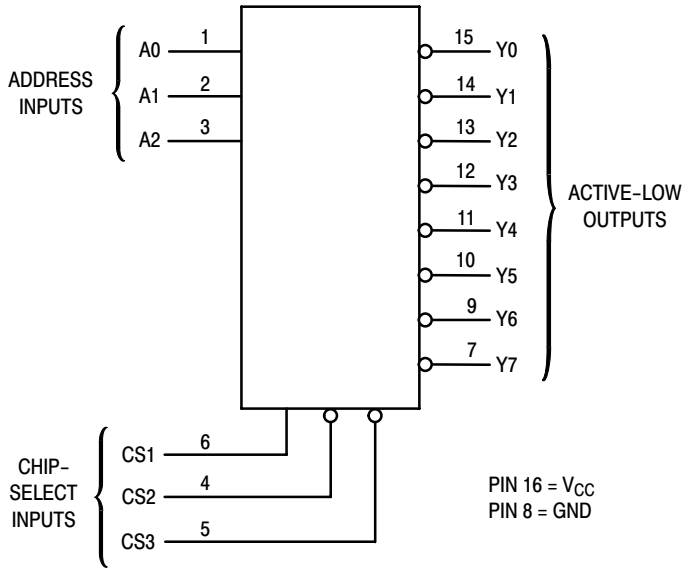 ADDRESS
INPUTS
A0 1
A1 2
A2 3
15 Y0
14 Y1
13 Y2
12 Y3
11 Y4
10 Y5
9 Y6
7 Y7
ACTIVE-LOW
OUTPUTS
CHIP-
SELECT
INPUTS
CS1 6
CS2 4
CS3 5
PIN 16 = VCC
PIN 8 = GND